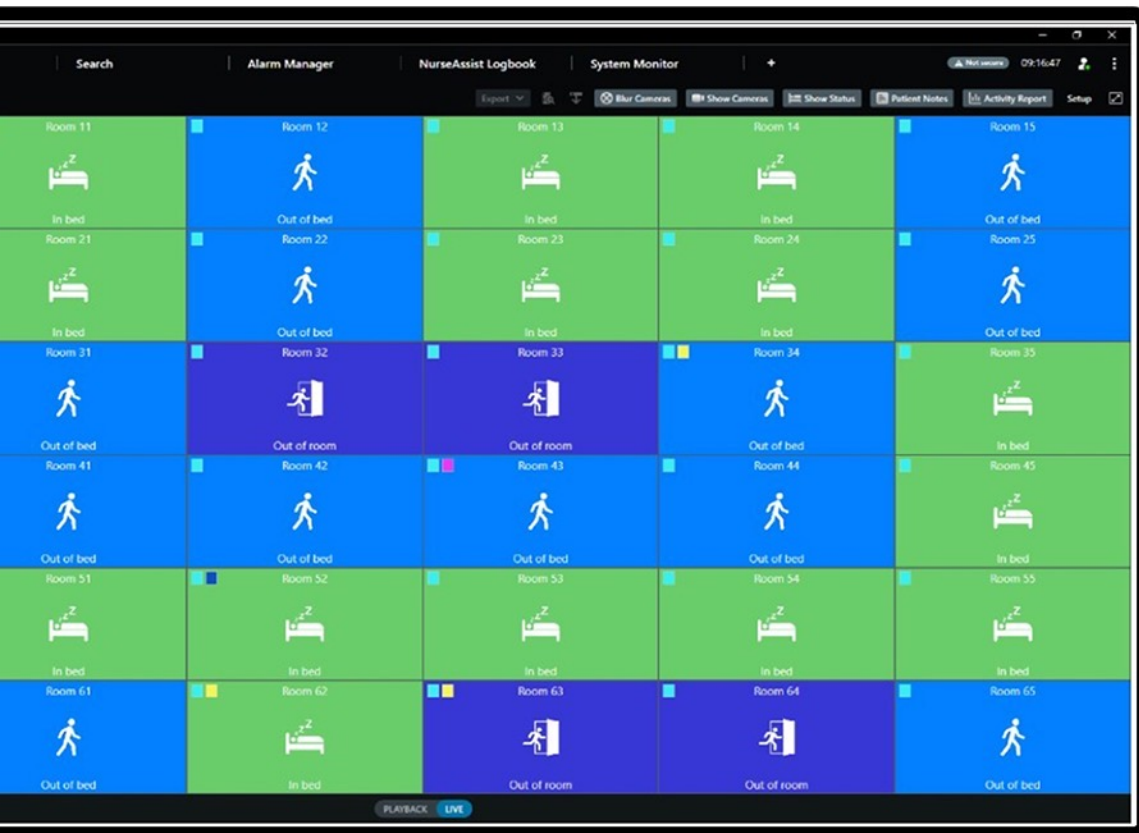 Search Alarm Manager NurseAssist Logbook System Monitor + Not secure 09:16:47
Export Blur Cameras Show Cameras Show Status Patient Notes Activity Report Setup
Room 11 Room 12 Room 13 Room 14 Room 15
In bed Out of bed In bed In bed Out of bed
Room 21 Room 22 Room 23 Room 24 Room 25
In bed Out of bed In bed In bed Out of bed
Room 31 Room 32 Room 33 Room 34 Room 35
Out of bed Out of room Out of room Out of bed In bed
Room 41 Room 42 Room 43 Room 44 Room 45
Out of bed Out of bed Out of bed Out of bed In bed
Room 51 Room 52 Room 53 Room 54 Room 55
In bed In bed In bed In bed In bed
Room 61 Room 62 Room 63 Room 64 Room 65
Out of bed In bed Out of room Out of room Out of bed
PLAYBACK LIVE